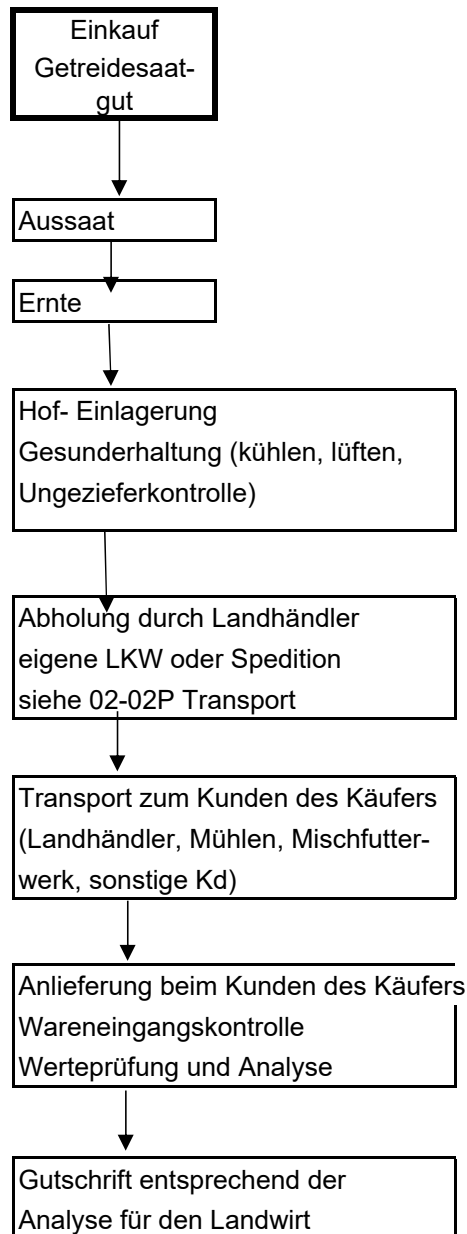 Einkauf
Getreidesaat-
gut
Aussaat
Ernte
Hof- Einlagerung
Gesunderhaltung (kühlen, lüften,
Ungezieferkontrolle)
Abholung durch Landhändler
eigene LKW oder Spedition
siehe 02-02P Transport
Transport zum Kunden des Käufers
(Landhändler, Mühlen, Mischfutter-
werk, sonstige Kd)
Anlieferung beim Kunden des Käufers
Wareneingangskontrolle
Werteprüfung und Analyse
Gutschrift entsprechend der
Analyse für den Landwirt